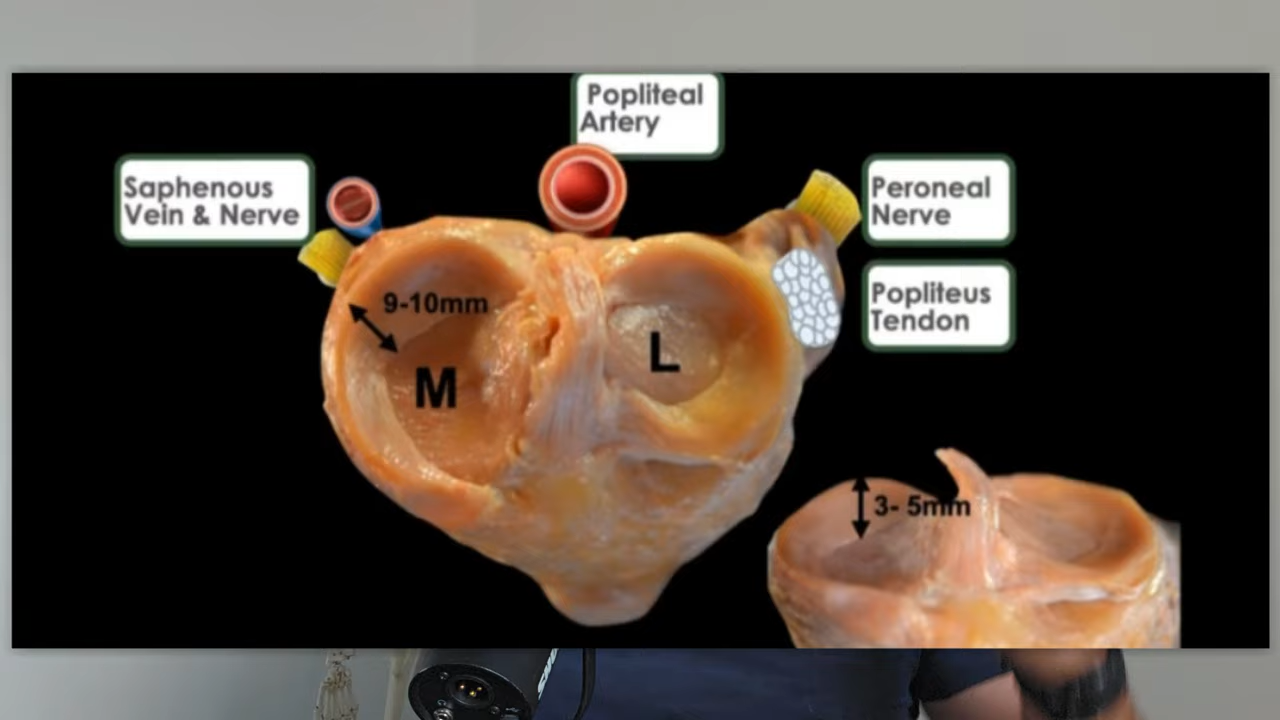 Popliteal
Artery
Saphenous
Vein & Nerve
Peroneal
Nerve
Popliteus
Tendon
9-10mm
M
L
3- 5mm